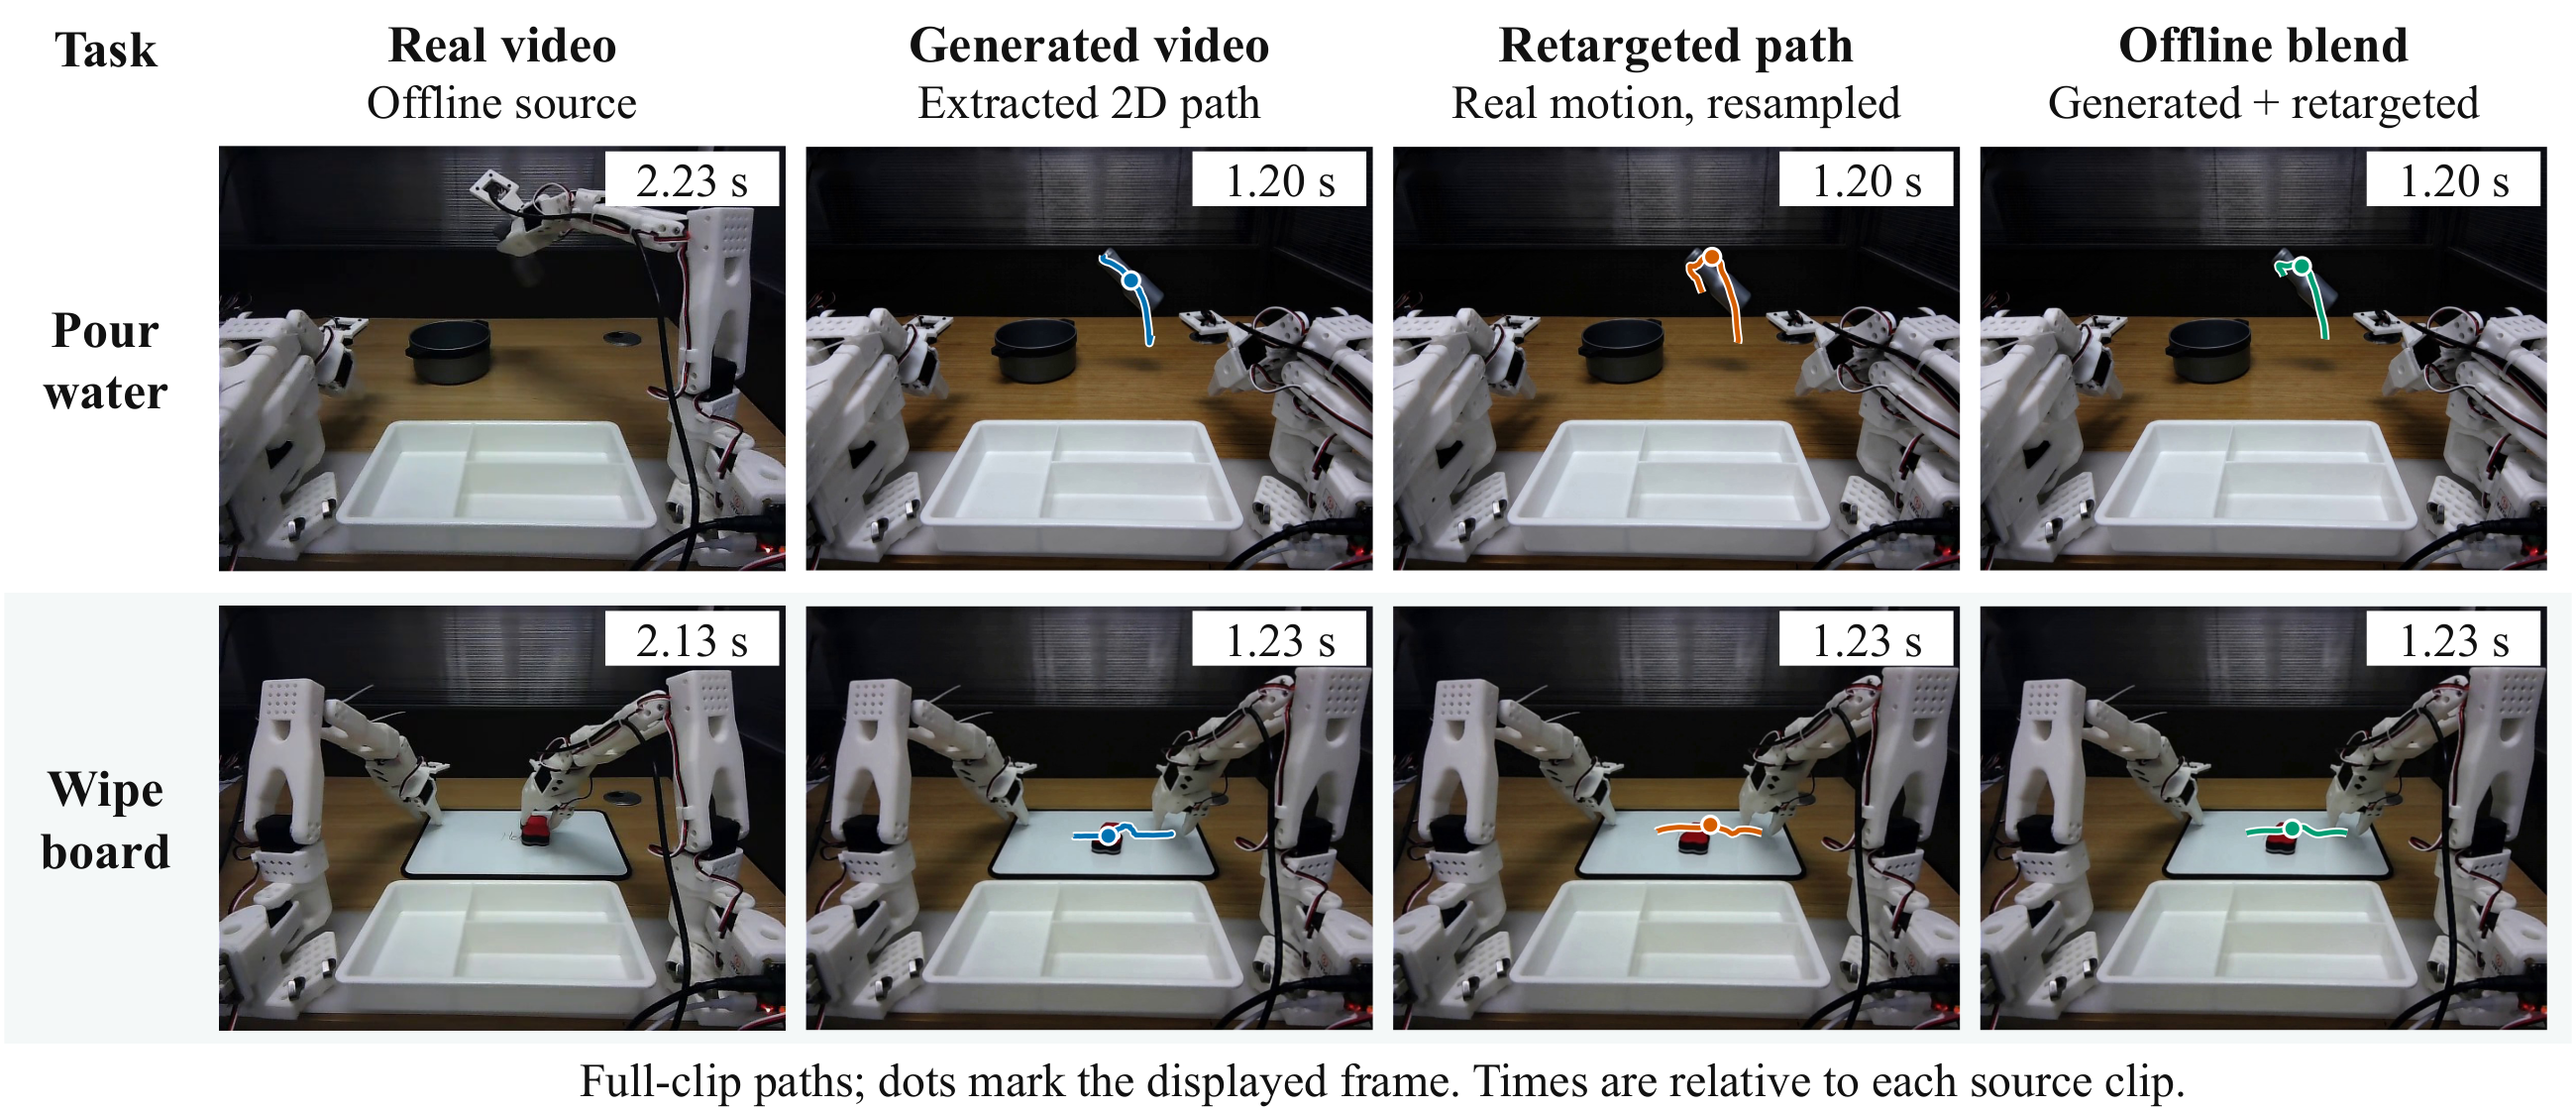 Task
Real video
Offline source
Generated video
Extracted 2D path
Retargeted path
Real motion, resampled
Offline blend
Generated + retargeted
Pour
water
2.23 s
1.20 s
1.20 s
1.20 s
Wipe
board
2.13 s
1.23 s
1.23 s
1.23 s
Full-clip paths; dots mark the displayed frame. Times are relative to each source clip.